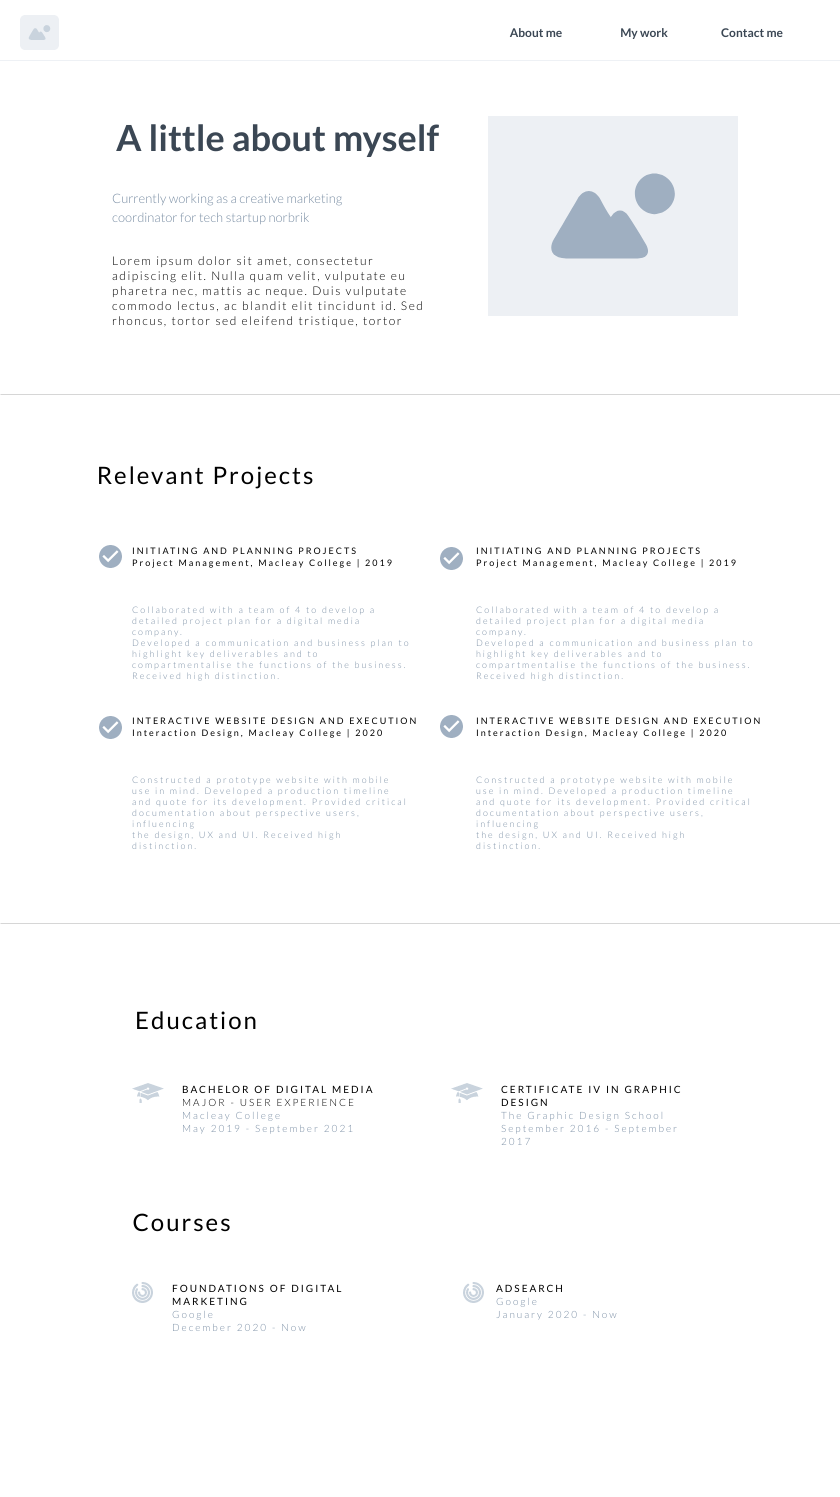 About me
My work
Contact me
A little about myself
Currently working as a creative marketing
coordinator for tech startup norbrik
Lorem ipsum dolor sit amet, consectetur
adipiscing elit. Nulla quam velit, vulputate eu
pharetra nec, mattis ac neque. Duis vulputate
commodo lectus, ac blandit elit tincidunt id. Sed
rhoncus, tortor sed eleifend tristique, tortor
Relevant Projects
INITIATING AND PLANNING PROJECTS
Project Management, Macleay College | 2019
Collaborated with a team of 4 to develop a
detailed project plan for a digital media
company.
Developed a communication and business plan to
highlight key deliverables and to
compartmentalise the functions of the business.
Received high distinction.
INITIATING AND PLANNING PROJECTS
Project Management, Macleay College | 2019
Collaborated with a team of 4 to develop a
detailed project plan for a digital media
company.
Developed a communication and business plan to
highlight key deliverables and to
compartmentalise the functions of the business.
Received high distinction.
INTERACTIVE WEBSITE DESIGN AND EXECUTION
Interaction Design, Macleay College | 2020
Constructed a prototype website with mobile
use in mind. Developed a production timeline
and quote for its development. Provided critical
documentation about perspective users,
influencing
the design, UX and UI. Received high
distinction.
INTERACTIVE WEBSITE DESIGN AND EXECUTION
Interaction Design, Macleay College | 2020
Constructed a prototype website with mobile
use in mind. Developed a production timeline
and quote for its development. Provided critical
documentation about perspective users,
influencing
the design, UX and UI. Received high
distinction.
Education
BACHELOR OF DIGITAL MEDIA
MAJOR - USER EXPERIENCE
Macleay College
May 2019 - September 2021
CERTIFICATE IV IN GRAPHIC
DESIGN
The Graphic Design School
September 2016 - September
2017
Courses
FOUNDATIONS OF DIGITAL
MARKETING
Google
December 2020 - Now
ADSEARCH
Google
January 2020 - Now